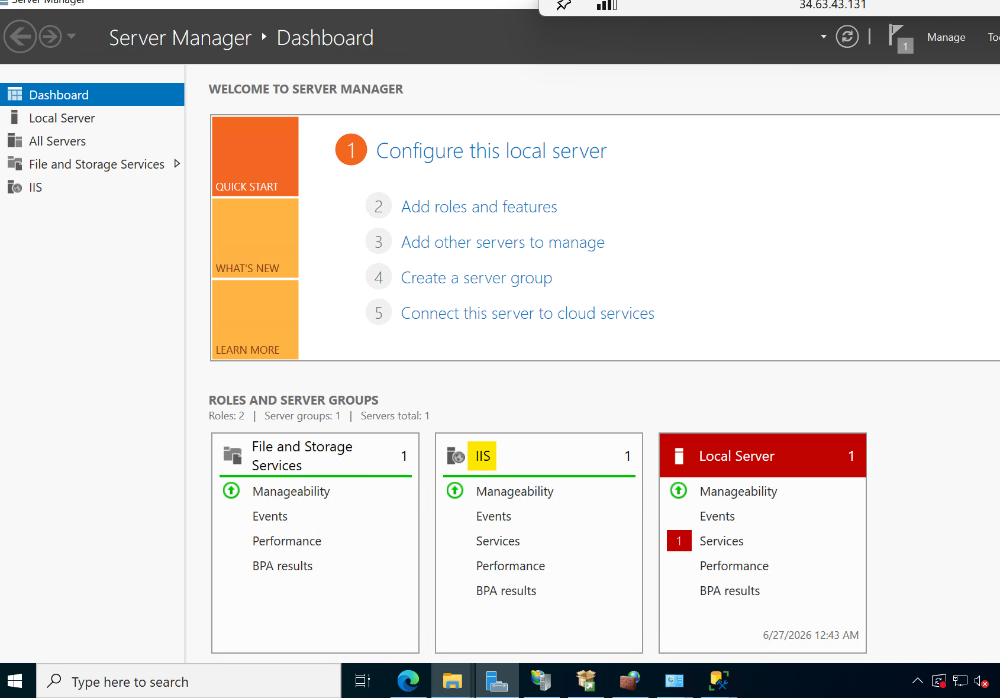 Server Manager
34.63.43.131
Server Manager
Dashboard
1
Manage
Dashboard
Local Server
All Servers
File and Storage Services
IIS
WELCOME TO SERVER MANAGER
QUICK START
WHAT'S NEW
LEARN MORE
1 Configure this local server
2 Add roles and features
3 Add other servers to manage
4 Create a server group
5 Connect this server to cloud services
ROLES AND SERVER GROUPS
Roles: 2 | Server groups: 1 | Servers total: 1
File and Storage
Services
1
Manageability
Events
Performance
BPA results
IIS 1
Manageability
Events
Services
Performance
BPA results
Local Server 1
Manageability
Events
1 Services
Performance
BPA results
6/27/2026 12:43 AM
Type here to search